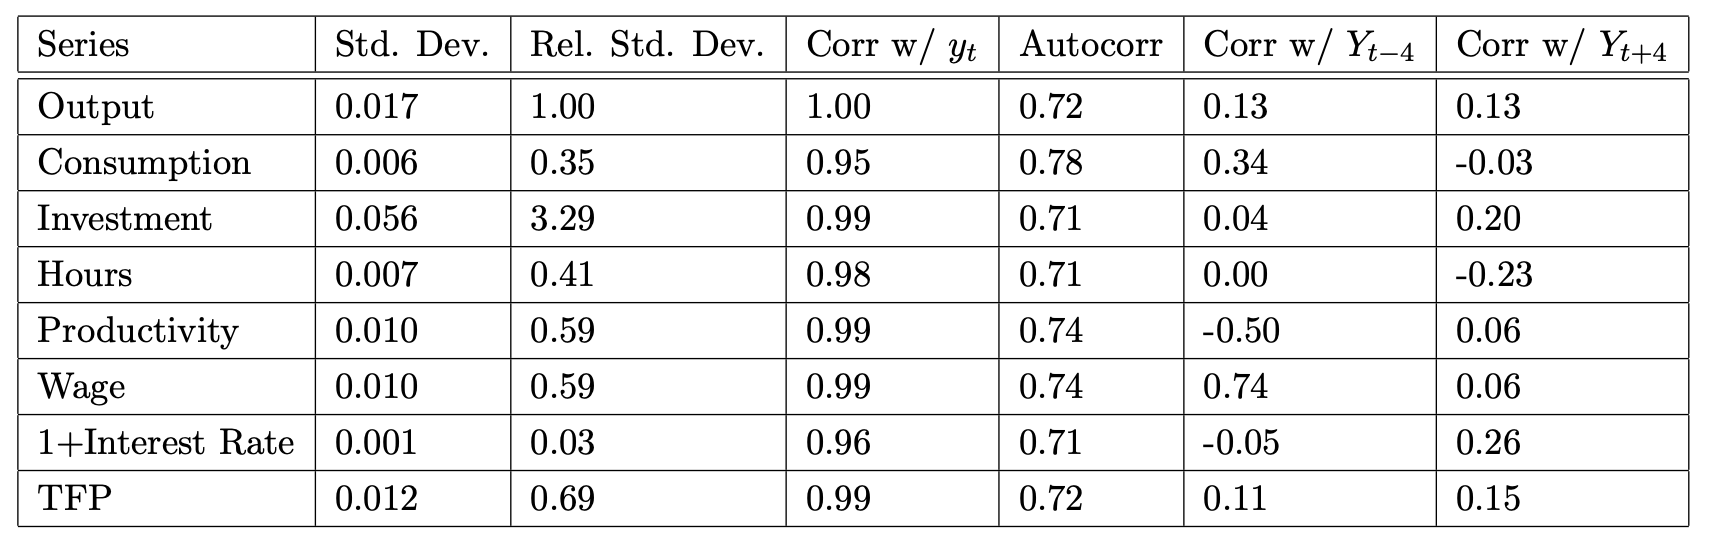 Series Std. Dev. Rel. Std. Dev. Corr w/ yₜ Autocorr Corr w/ Yₜ₋₄ Corr w/ Yₜ₊₄
Output 0.017 1.00 1.00 0.72 0.13 0.13
Consumption 0.006 0.35 0.95 0.78 0.34 -0.03
Investment 0.056 3.29 0.99 0.71 0.04 0.20
Hours 0.007 0.41 0.98 0.71 0.00 -0.23
Productivity 0.010 0.59 0.99 0.74 -0.50 0.06
Wage 0.010 0.59 0.99 0.74 0.74 0.06
1+Interest Rate 0.001 0.03 0.96 0.71 -0.05 0.26
TFP 0.012 0.69 0.99 0.72 0.11 0.15